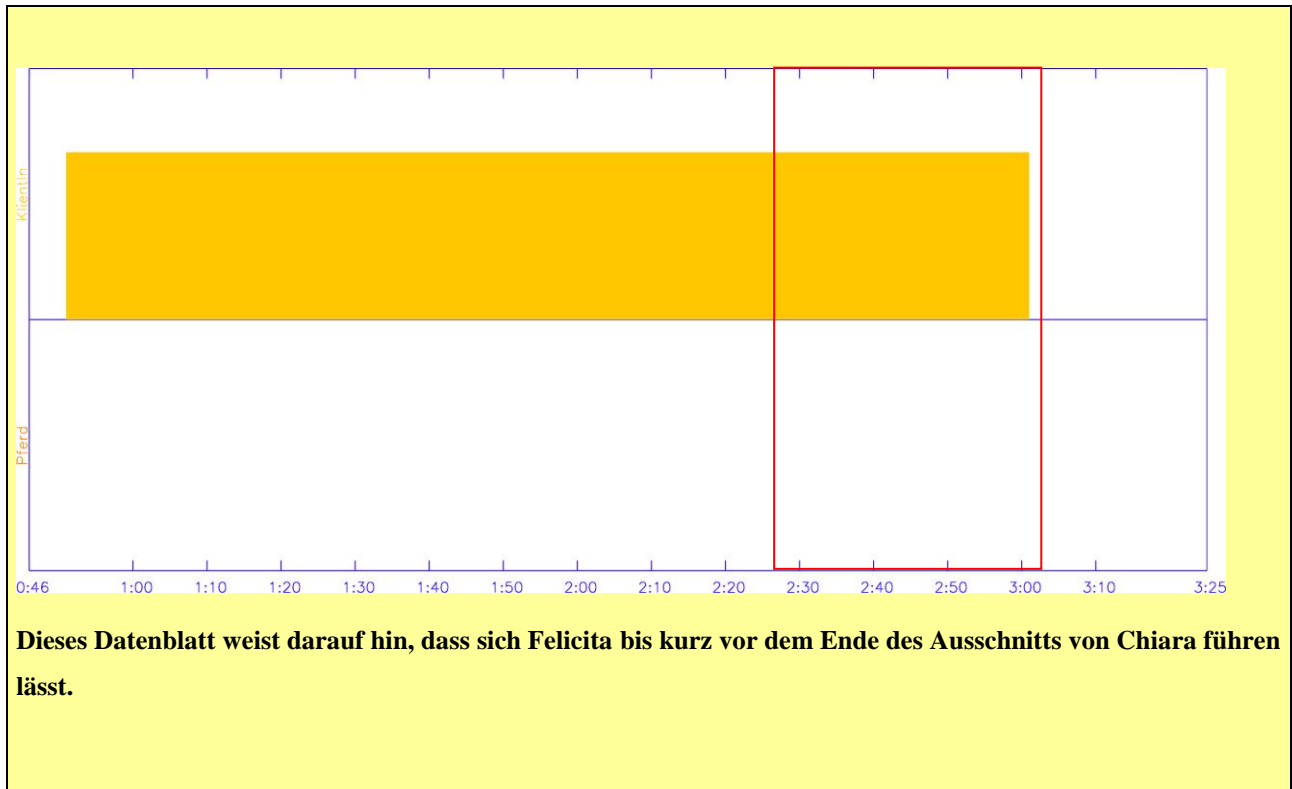 KlientIn
Pferd
0:46 1:00 1:10 1:20 1:30 1:40 1:50 2:00 2:10 2:20 2:30 2:40 2:50 3:00 3:10 3:25
Dieses Datenblatt weist darauf hin, dass sich Felicita bis kurz vor dem Ende des Ausschnitts von Chiara führen
lässt.